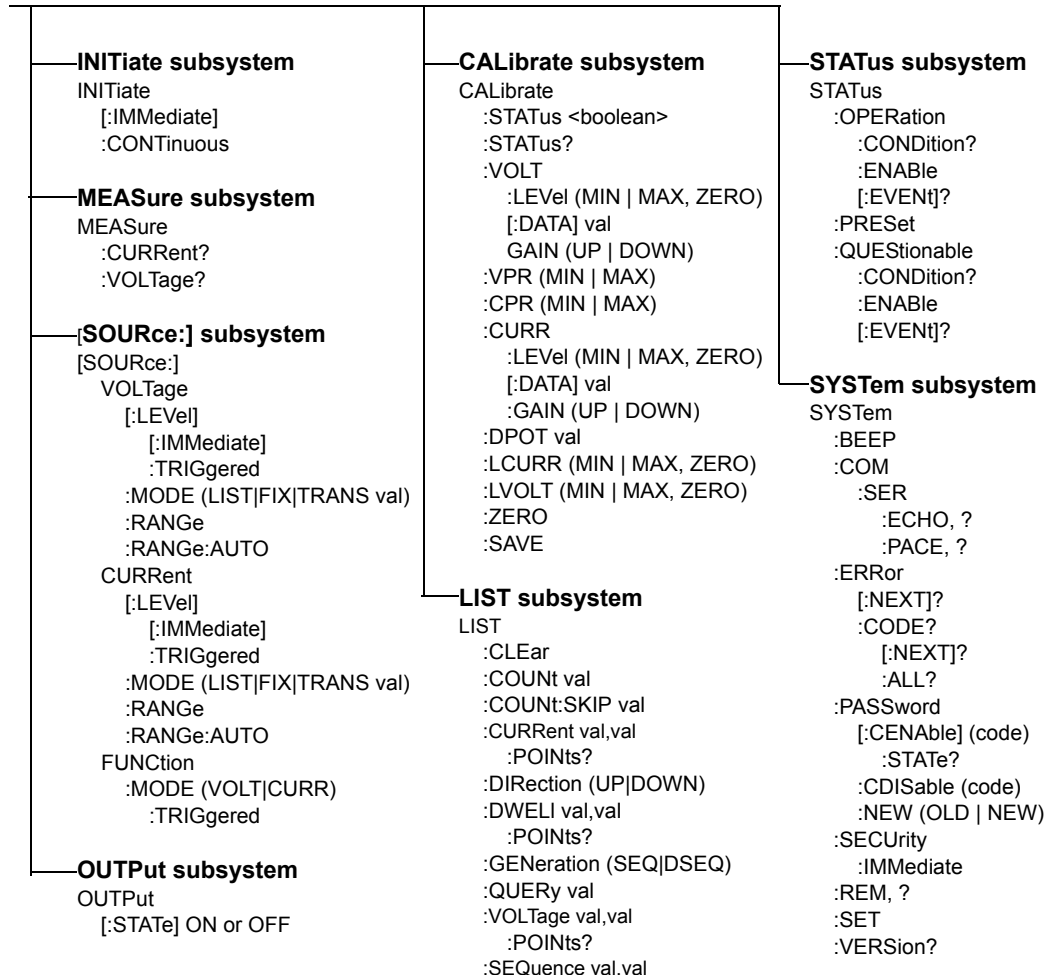 INITiate subsystem
INITiate
[:IMMediate]
:CONTinuous
MEASure subsystem
MEASure
:CURRent?
:VOLTage?
[SOURce:] subsystem
[SOURce:]
VOLTage
[:LEVel]
[:IMMediate]
:TRIGgered
:MODE (LIST|FIX|TRANS val)
:RANGe
:RANGe:AUTO
CURRent
[:LEVel]
[:IMMediate]
:TRIGgered
:MODE (LIST|FIX|TRANS val)
:RANGe
:RANGe:AUTO
FUNCtion
:MODE (VOLT|CURR)
:TRIGgered
OUTPut subsystem
OUTPut
[:STATe] ON or OFF
CALibrate subsystem
CALibrate
:STATus <boolean>
:STATus?
:VOLT
:LEVel (MIN | MAX, ZERO)
[:DATA] val
GAIN (UP | DOWN)
:VPR (MIN | MAX)
:CPR (MIN | MAX)
:CURR
:LEVel (MIN | MAX, ZERO)
[:DATA] val
:GAIN (UP | DOWN)
:DPOT val
:LCURR (MIN | MAX, ZERO)
:LVOLT (MIN | MAX, ZERO)
:ZERO
:SAVE
LIST subsystem
LIST
:CLEar
:COUNt val
:COUNt:SKIP val
:CURRent val,val
:POINts?
:DIRection (UP|DOWN)
:DWELl val,val
:POINts?
:GENeration (SEQ|DSEQ)
:QUERy val
:VOLTage val,val
:POINts?
:SEQuence val,val
STATus subsystem
STATus
:OPERation
:CONDition?
:ENABle
[:EVENt]?
:PRESet
:QUEStionable
:CONDition?
:ENABle
[:EVENt]?
SYSTem subsystem
SYSTem
:BEEP
:COM
:SER
:ECHO, ?
:PACE, ?
:ERRor
[:NEXT]?
:CODE?
[:NEXT]?
:ALL?
:PASSword
[:CENAble] (code)
:STATe?
:CDISable (code)
:NEW (OLD | NEW)
:SECUrity
:IMMediate
:REM, ?
:SET
:VERSion?